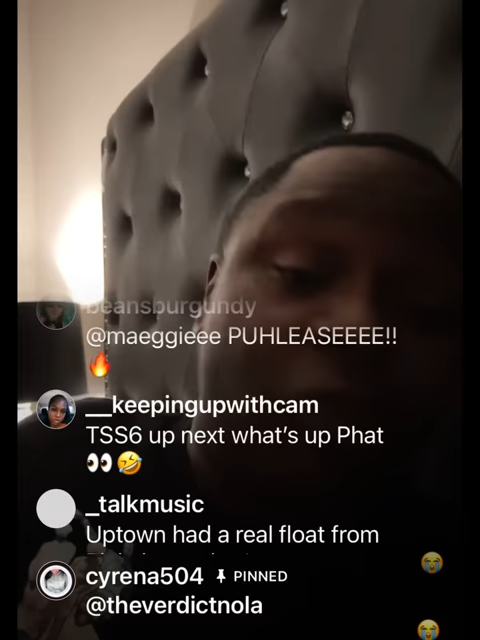 beansburgundy
@maeggieee PUHLEASEEEE!!
🔥
__keepingupwithcam
TSS6 up next what's up Phat
👀🤣
_talkmusic
Uptown had a real float from
cyrena504 PINNED
@theverdictnola